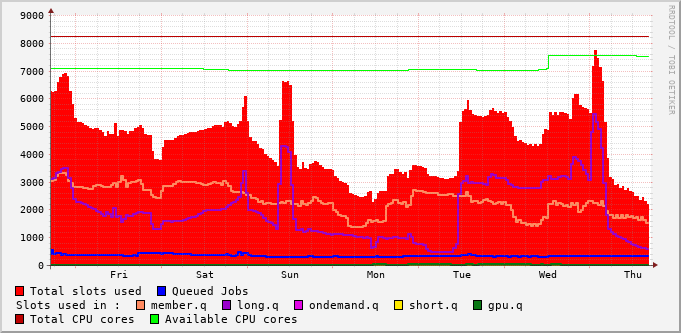 9000
8000
7000
6000
5000
4000
3000
2000
1000
0
Fri Sat Sun Mon Tue Wed Thu
RRDTOOL / TOBI OETIKER
Total slots used Queued Jobs
Slots used in : member.q long.q ondemand.q short.q gpu.q
Total CPU cores Available CPU cores